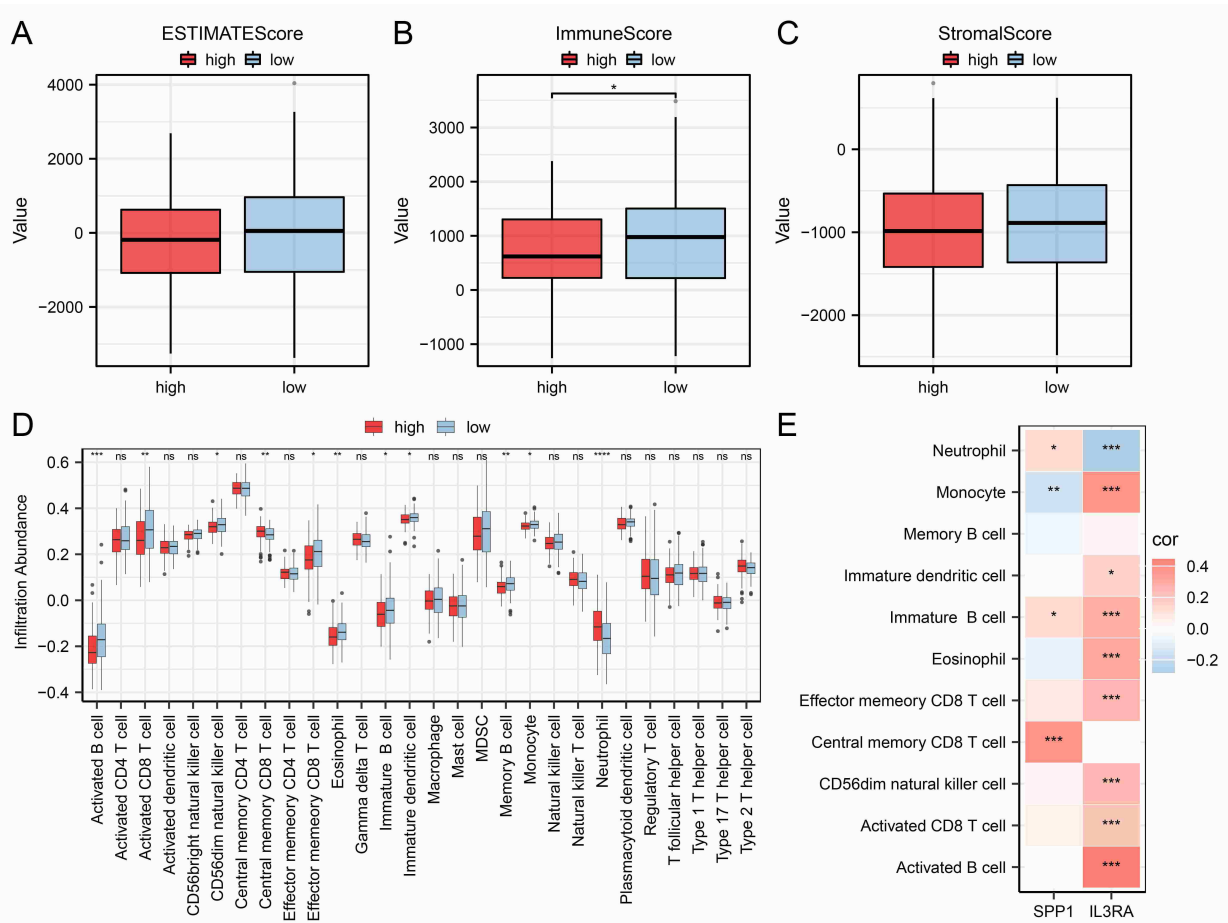 A
ESTIMATEScore
high low
Value
4000
2000
0
−2000
high low
B
ImmuneScore
high low
Value
*
3000
2000
1000
0
−1000
high low
C
StromalScore
high low
Value
0
−1000
−2000
high low
D
high low
Infiltration Abundance
*** ns ** ns ns * ns ** ns * ** ns * * ns ns ns ** * ns ns **** ns ns ns ns ns ns
0.6
0.4
0.2
0.0
−0.2
−0.4
Activated B cell
Activated CD4 T cell
Activated CD8 T cell
Activated dendritic cell
CD56bright natural killer cell
CD56dim natural killer cell
Central memory CD4 T cell
Central memory CD8 T cell
Effector memeory CD4 T cell
Effector memeory CD8 T cell
Eosinophil
Gamma delta T cell
Immature B cell
Immature dendritic cell
Macrophage
Mast cell
MDSC
Memory B cell
Monocyte
Natural killer cell
Natural killer T cell
Neutrophil
Plasmacytoid dendritic cell
Regulatory T cell
T follicular helper cell
Type 1 T helper cell
Type 17 T helper cell
Type 2 T helper cell
E
Neutrophil * ***
Monocyte ** ***
Memory B cell
Immature dendritic cell *
Immature B cell * ***
Eosinophil ***
Effector memeory CD8 T cell ***
Central memory CD8 T cell ***
CD56dim natural killer cell ***
Activated CD8 T cell ***
Activated B cell ***
SPP1 IL3RA
cor
0.4
0.2
0.0
−0.2